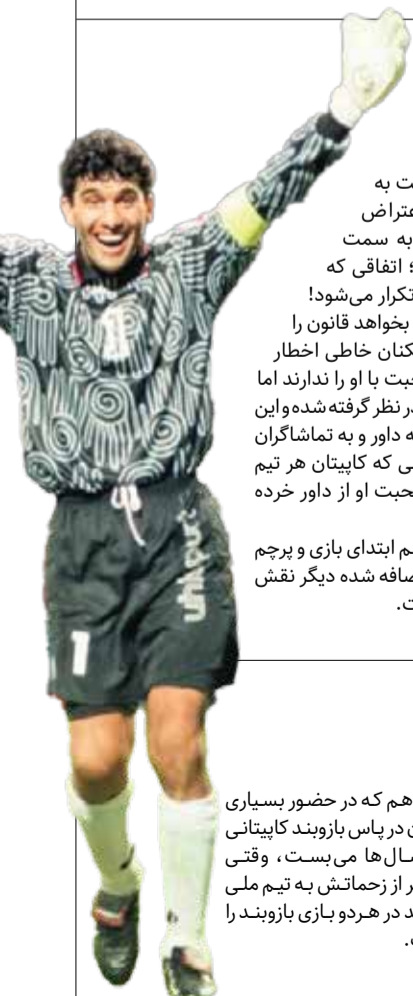 ت به
عتراض
به سمت
؛ اتفاقی که
تکرار می‌شود!
بخواهد قانون را
کنان خاطی اخطار
حبت با او را ندارند اما
در نظر گرفته شده و این
ه داور و به تماشاگران
ی که کاپیتان هر تیم
حبت او از داور خرده
م ابتدای بازی و پرچم
ضافه شده دیگر نقش
ت.
هم که در حضور بسیاری
ن در پاس بازوبند کاپیتانی
سال‌ها می‌بست، وقتی
ر از زحماتش به تیم ملی
د در هردو بازی بازوبند را
1
uhlsport
1